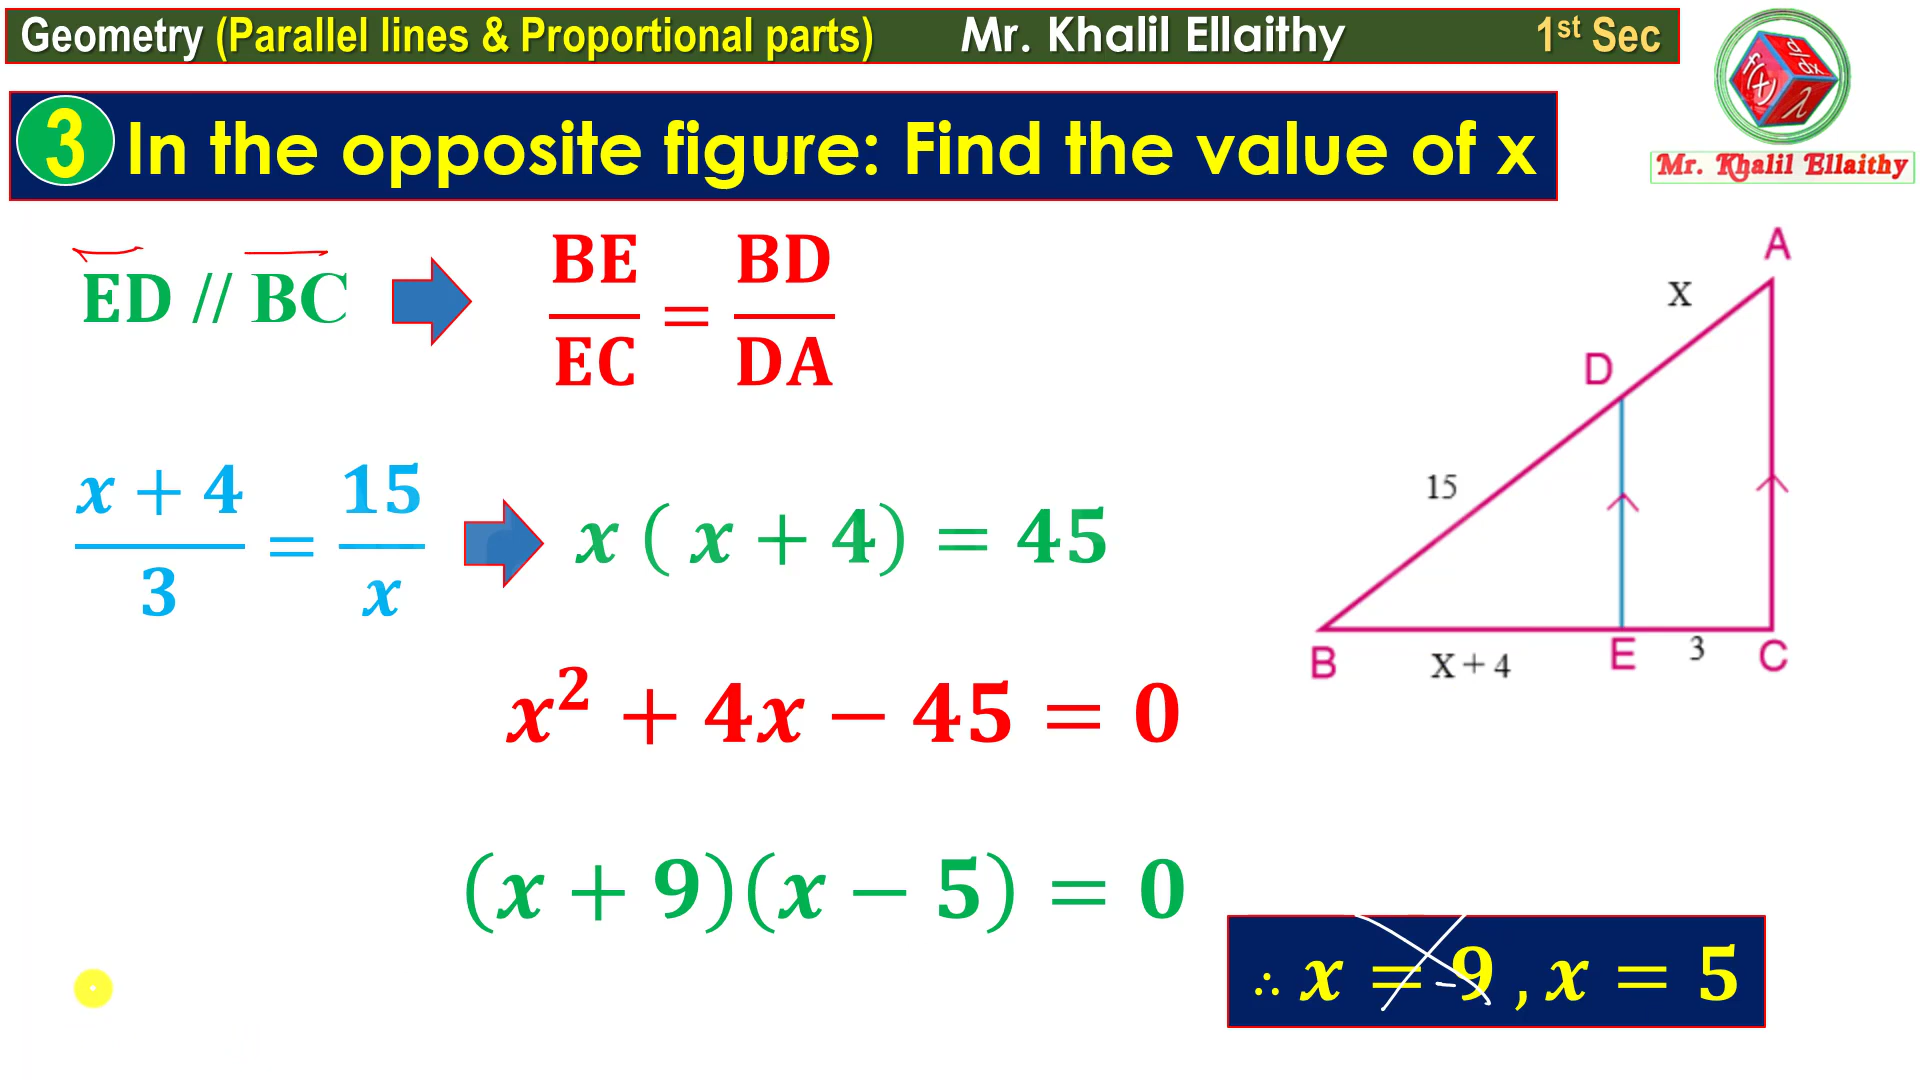 Geometry (Parallel lines & Proportional parts) Mr. Khalil Ellaithy 1st Sec
f(x) d/dx λ
Mr. Khalil Ellaithy
3 In the opposite figure: Find the value of x
ED // BC BE/EC = BD/DA
(x + 4)/3 = 15/x x ( x + 4) = 45
x² + 4x − 45 = 0
(x + 9)(x − 5) = 0
∴ x = -9 , x = 5
A
X
D
15
B X + 4 E 3 C